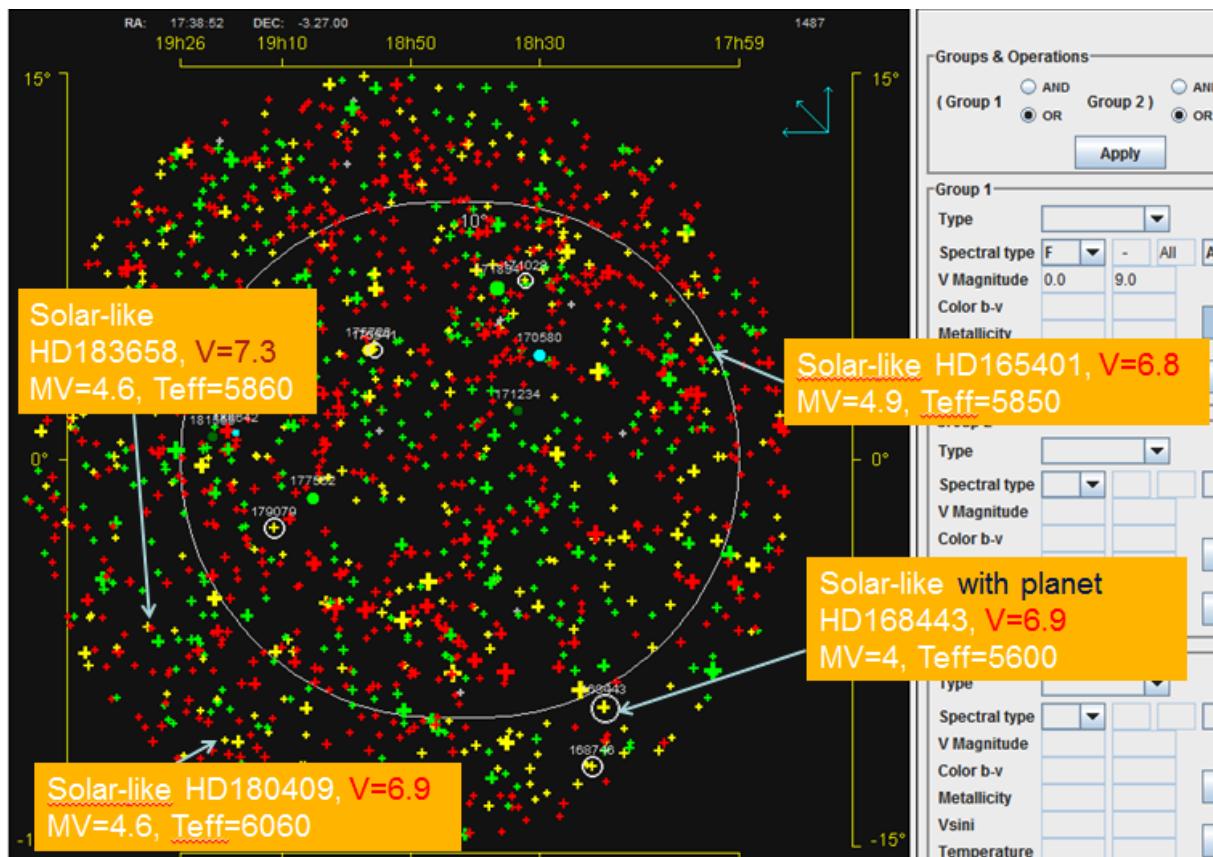 RA: 17:38:52 DEC: -3.27.00 1487
19h26 19h10 18h50 18h30 17h59
15° 15°
10°
171028
170580
171234
177552
179079
168443
168746
0° 0°
-15°
Solar-like
HD183658, V=7.3
MV=4.6, Teff=5860
Solar-like HD165401, V=6.8
MV=4.9, Teff=5850
Solar-like with planet
HD168443, V=6.9
MV=4, Teff=5600
Solar-like HD180409, V=6.9
MV=4.6, Teff=6060
Groups & Operations
AND
( Group 1 Group 2 )
OR OR
Apply
Group 1
Type
Spectral type F - All
V Magnitude 0.0 9.0
Color b-v
Metallicity
Type
Spectral type
V Magnitude
Color b-v
Type
Spectral type
V Magnitude
Color b-v
Metallicity
Vsini
Temperature